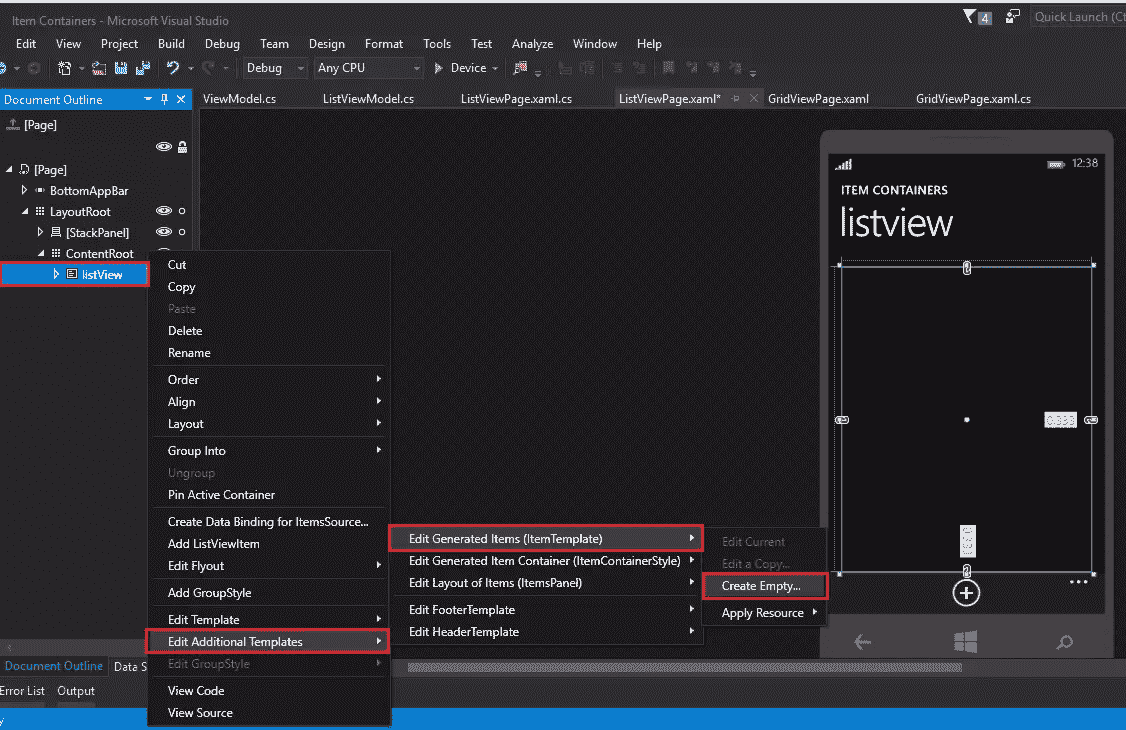 Item Containers - Microsoft Visual Studio
4
Quick Launch (Ct
Edit View Project Build Debug Team Design Format Tools Test Analyze Window Help
Debug Any CPU Device
Document Outline
ViewModel.cs ListViewModel.cs ListViewPage.xaml.cs ListViewPage.xaml* GridViewPage.xaml GridViewPage.xaml.cs
[Page]
[Page]
BottomAppBar
LayoutRoot
[StackPanel]
ContentRoot
listView
Cut
Copy
Paste
Delete
Rename
Order
Align
Layout
Group Into
Ungroup
Pin Active Container
Create Data Binding for ItemsSource...
Add ListViewItem
Edit Flyout
Add GroupStyle
Edit Template
Edit Additional Templates
Edit GroupStyle
View Code
View Source
Edit Generated Items (ItemTemplate)
Edit Generated Item Container (ItemContainerStyle)
Edit Layout of Items (ItemsPanel)
Edit FooterTemplate
Edit HeaderTemplate
Edit Current
Edit a Copy...
Create Empty...
Apply Resource
12:38
ITEM CONTAINERS
listview
Document Outline Data S
Error List Output
y